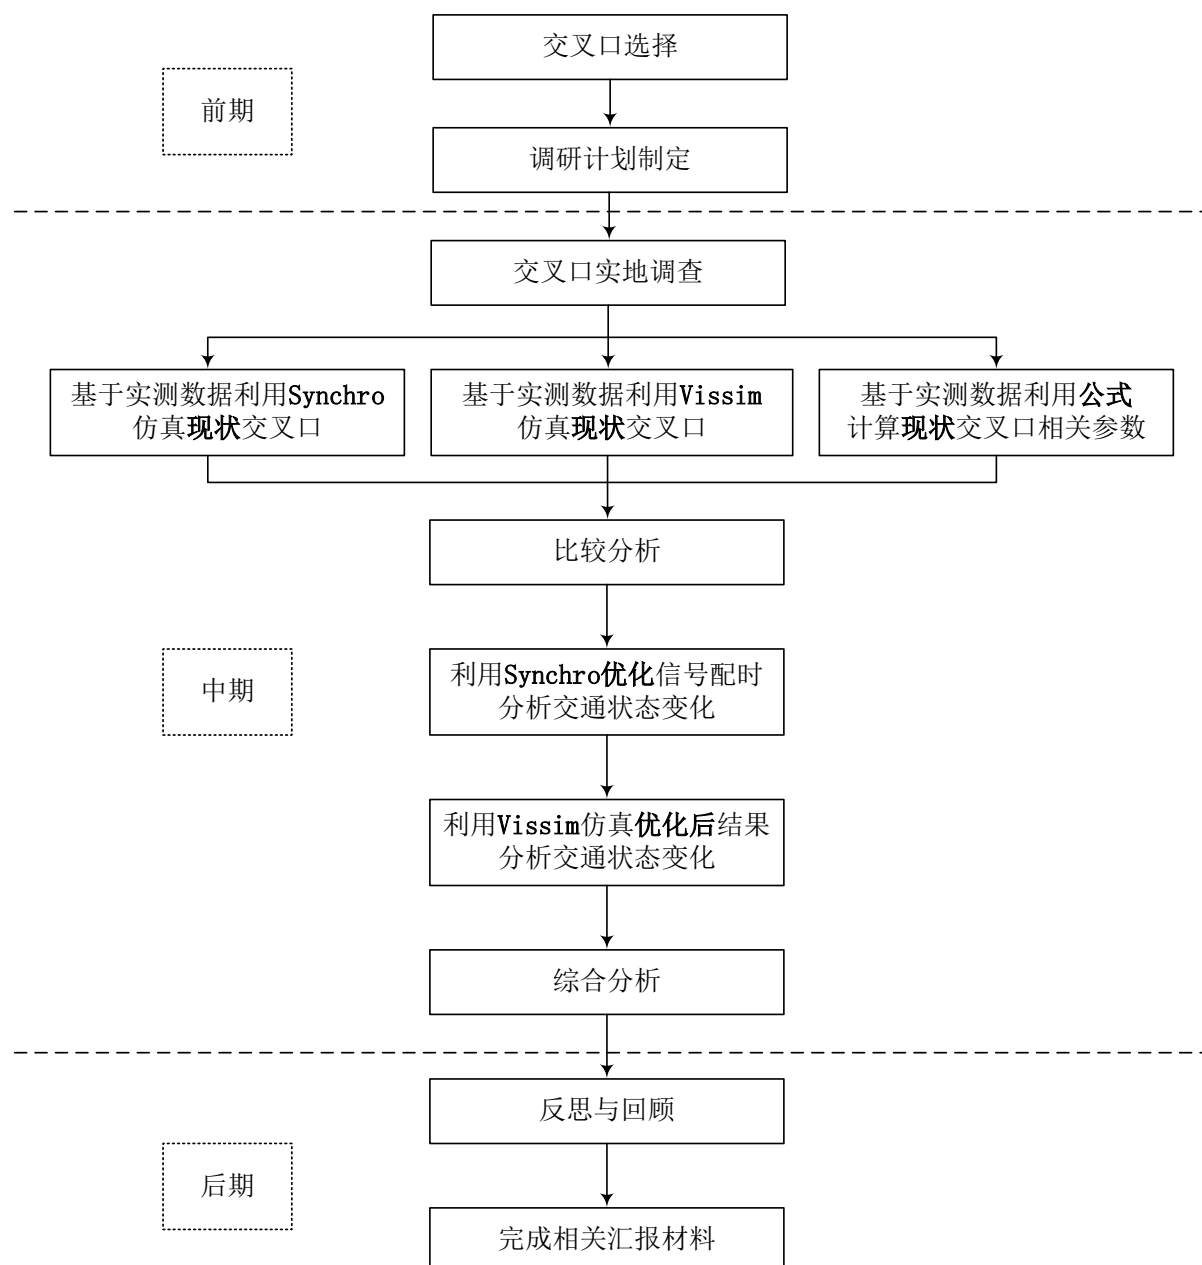 交叉口选择
前期
调研计划制定
交叉口实地调查
基于实测数据利用Synchro
仿真现状交叉口
基于实测数据利用Vissim
仿真现状交叉口
基于实测数据利用公式
计算现状交叉口相关参数
比较分析
中期
利用Synchro优化信号配时
分析交通状态变化
利用Vissim仿真优化后结果
分析交通状态变化
综合分析
反思与回顾
后期
完成相关汇报材料